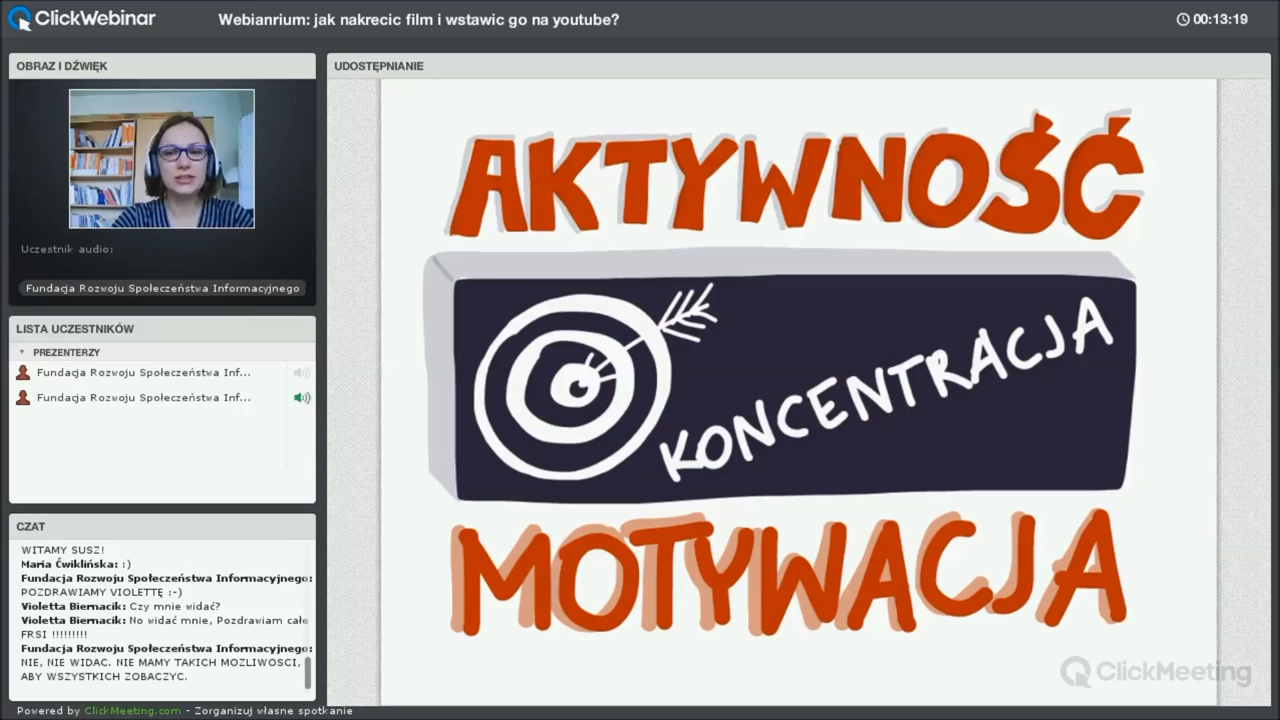 ClickWebinar
Webianrium: jak nakrecic film i wstawic go na youtube?
00:13:19
OBRAZ I DŹWIĘK
Uczestnik audio:
Fundacja Rozwoju Społeczeństwa Informacyjnego
LISTA UCZESTNIKÓW
PREZENTERZY
Fundacja Rozwoju Społeczeństwa Inf...
Fundacja Rozwoju Społeczeństwa Inf...
CZAT
WITAMY SUSZ!
Maria Ćwiklińska: :)
Fundacja Rozwoju Społeczeństwa Informacyjnego:
POZDRAWIAMY VIOLETTĘ :-)
Violetta Biernacik: Czy mnie widać?
Violetta Biernacik: No widać mnie, Pozdrawiam całe
FRSI !!!!!!!!!
Fundacja Rozwoju Społeczeństwa Informacyjnego:
NIE, NIE WIDAC. NIE MAMY TAKICH MOZLIWOSCI,
ABY WSZYSTKICH ZOBACZYC.
Powered by ClickMeeting.com - Zorganizuj własne spotkanie
UDOSTĘPNIANIE
AKTYWNOŚĆ
KONCENTRACJA
MOTYWACJA
ClickMeeting